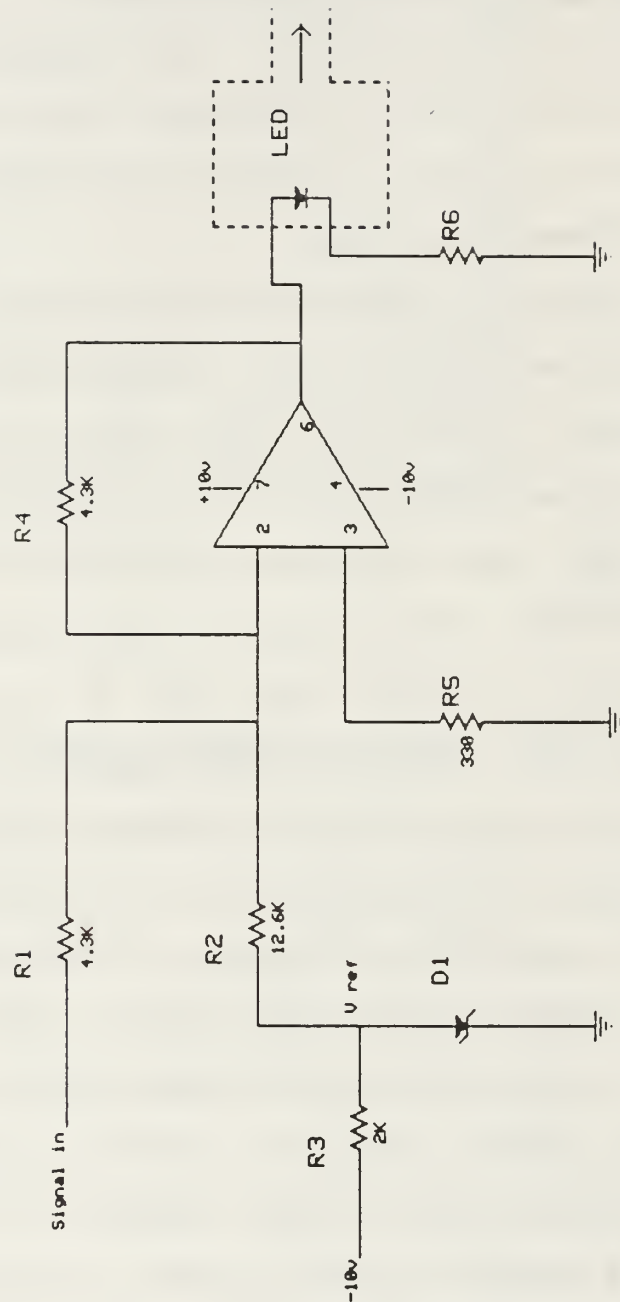 Signal in
R1
4.3K
R4
4.3K
R2
12.6K
+10v
2
7
6
3
4
-10v
LED
R6
R5
330
V ref
D1
R3
2K
-10v